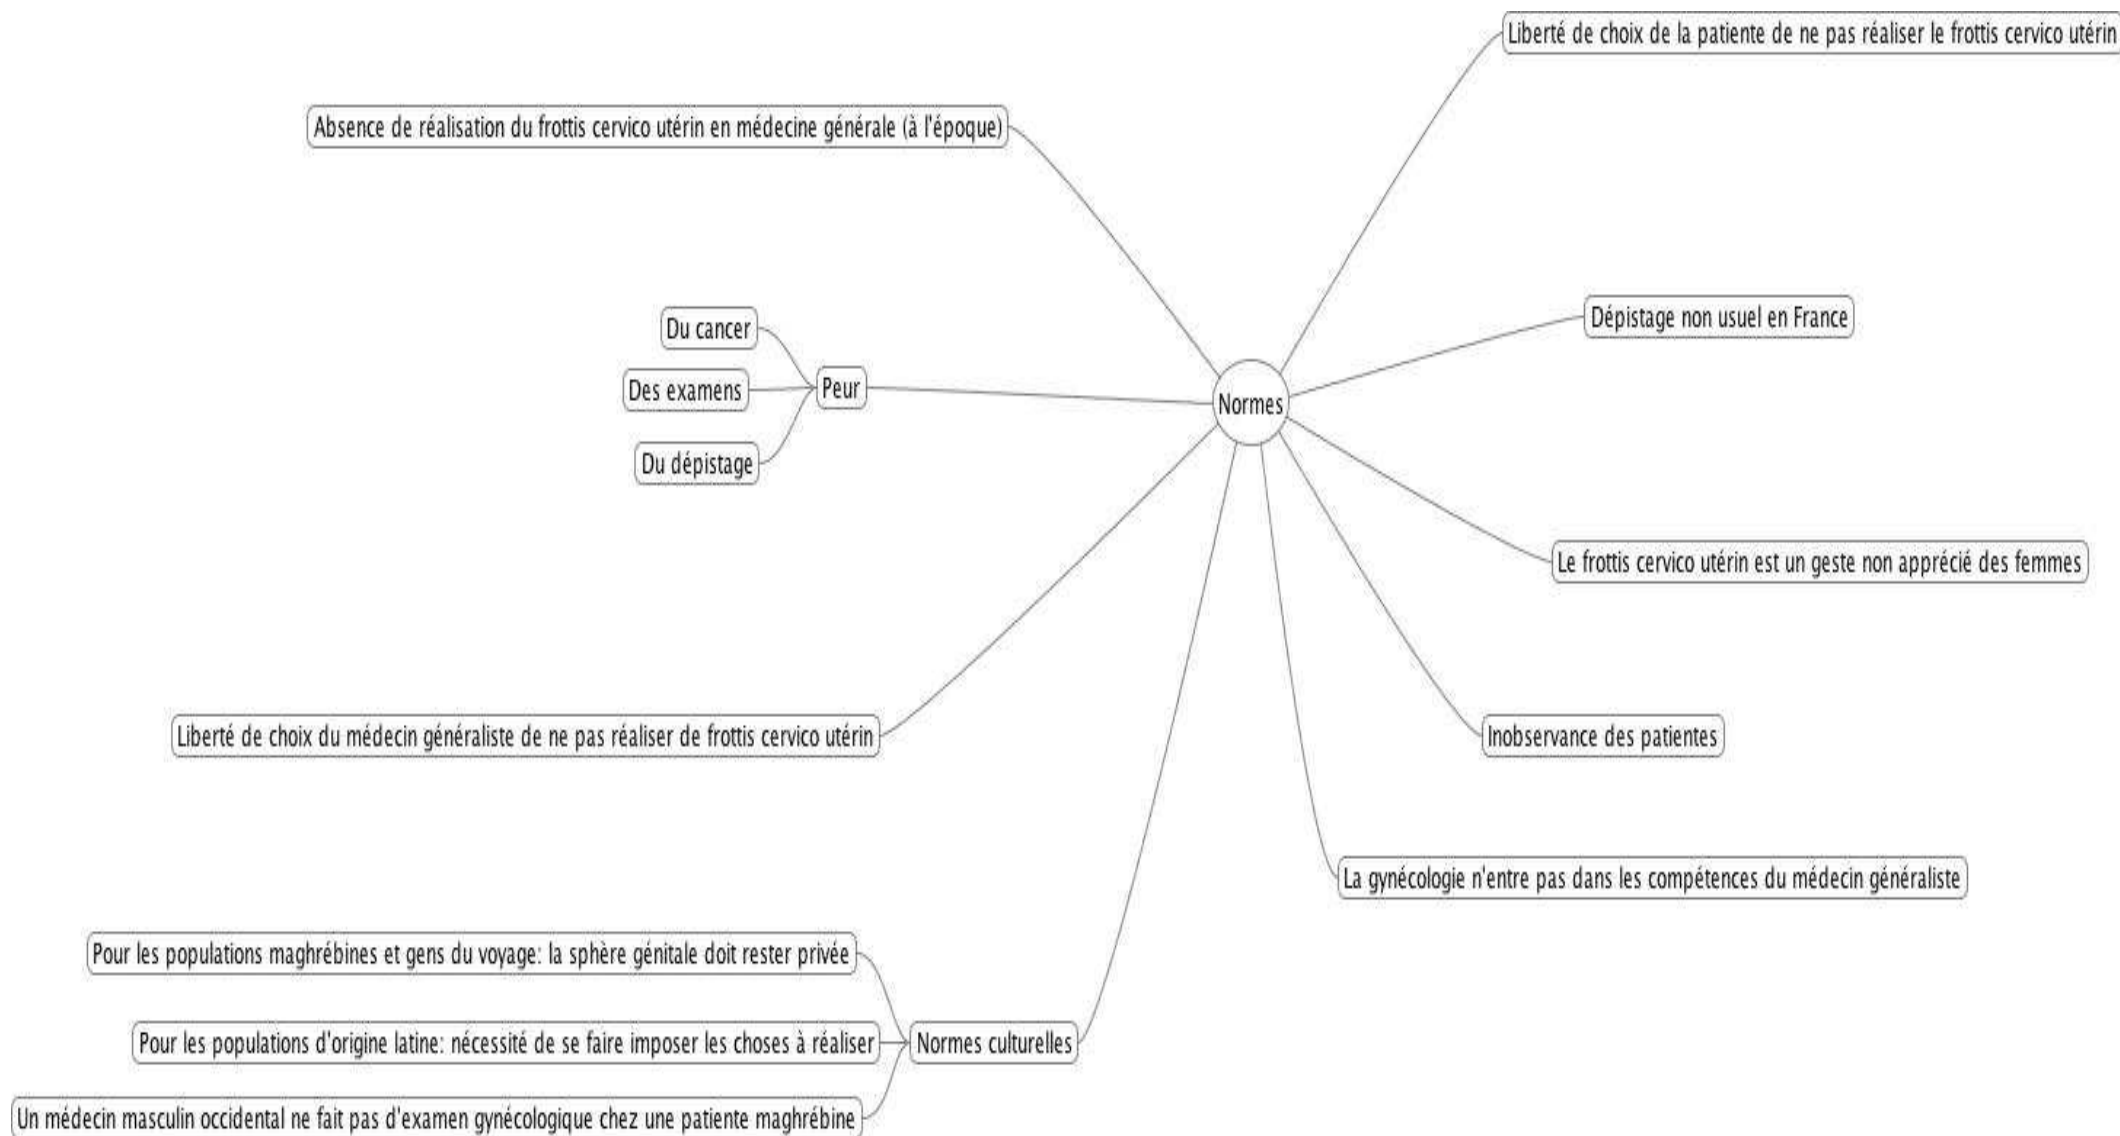 Liberté de choix de la patiente de ne pas réaliser le frottis cervico utérin
Absence de réalisation du frottis cervico utérin en médecine générale (à l'époque)
Dépistage non usuel en France
Du cancer
Des examens
Peur
Du dépistage
Normes
Le frottis cervico utérin est un geste non apprécié des femmes
Liberté de choix du médecin généraliste de ne pas réaliser de frottis cervico utérin
Inobservance des patientes
La gynécologie n'entre pas dans les compétences du médecin généraliste
Pour les populations maghrébines et gens du voyage: la sphère génitale doit rester privée
Pour les populations d'origine latine: nécessité de se faire imposer les choses à réaliser
Normes culturelles
Un médecin masculin occidental ne fait pas d'examen gynécologique chez une patiente maghrébine